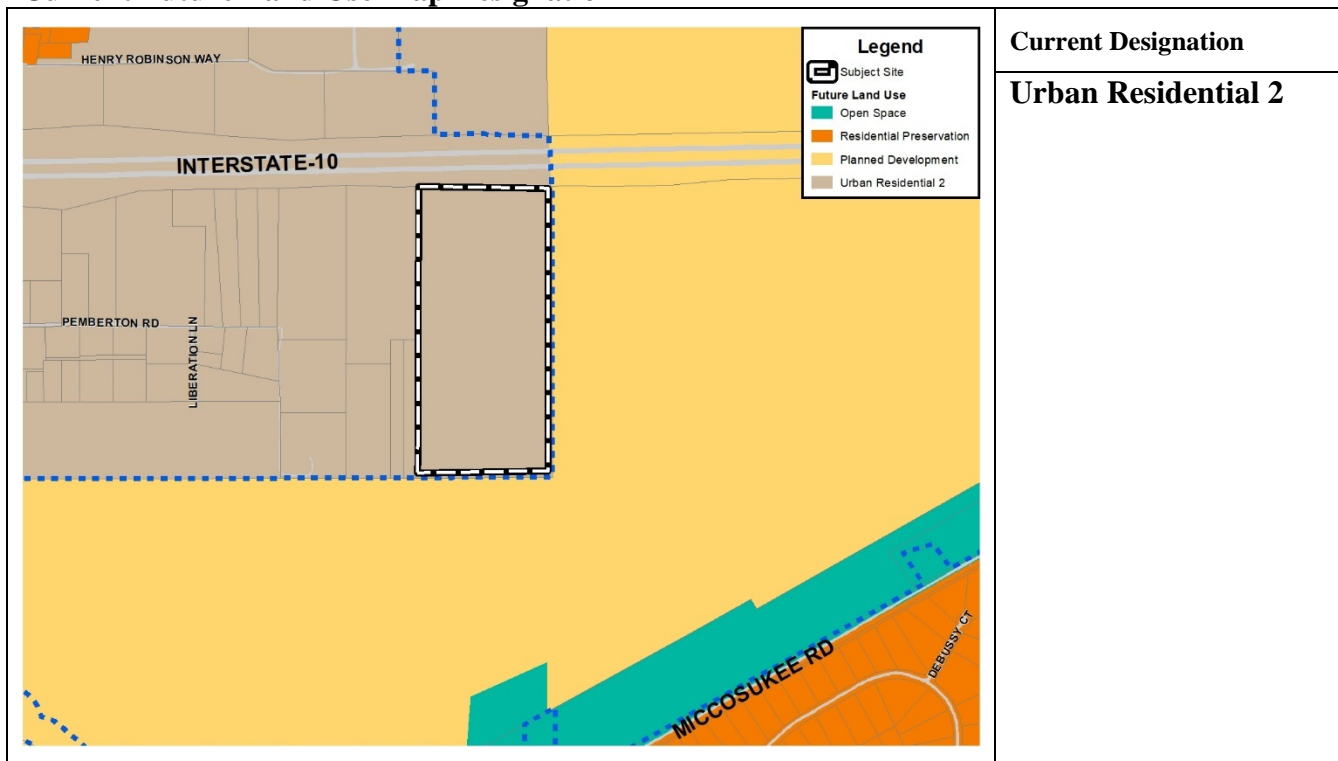 HENRY ROBINSON WAY
INTERSTATE-10
PEMBERTON RD
LIBERATION LN
MICCOSUKEE RD
DEBUSSY CT
Legend
Subject Site
Future Land Use
Open Space
Residential Preservation
Planned Development
Urban Residential 2
Current Designation
Urban Residential 2